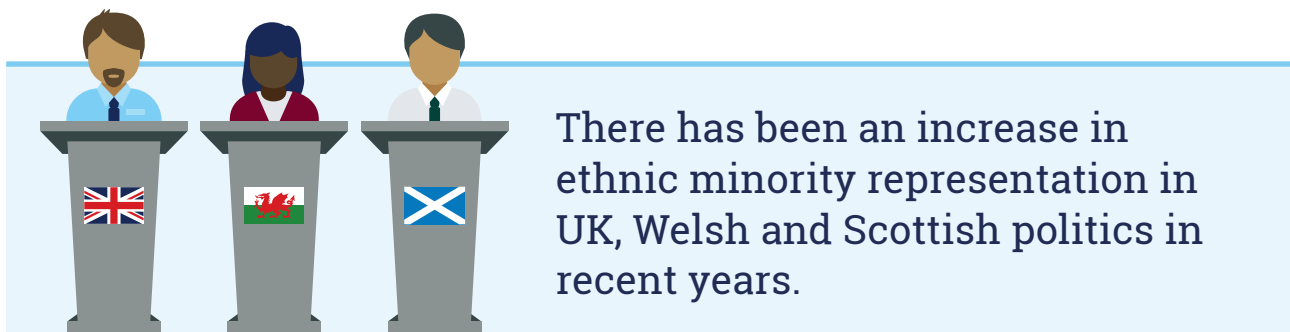 There has been an increase in
ethnic minority representation in
UK, Welsh and Scottish politics in
recent years.